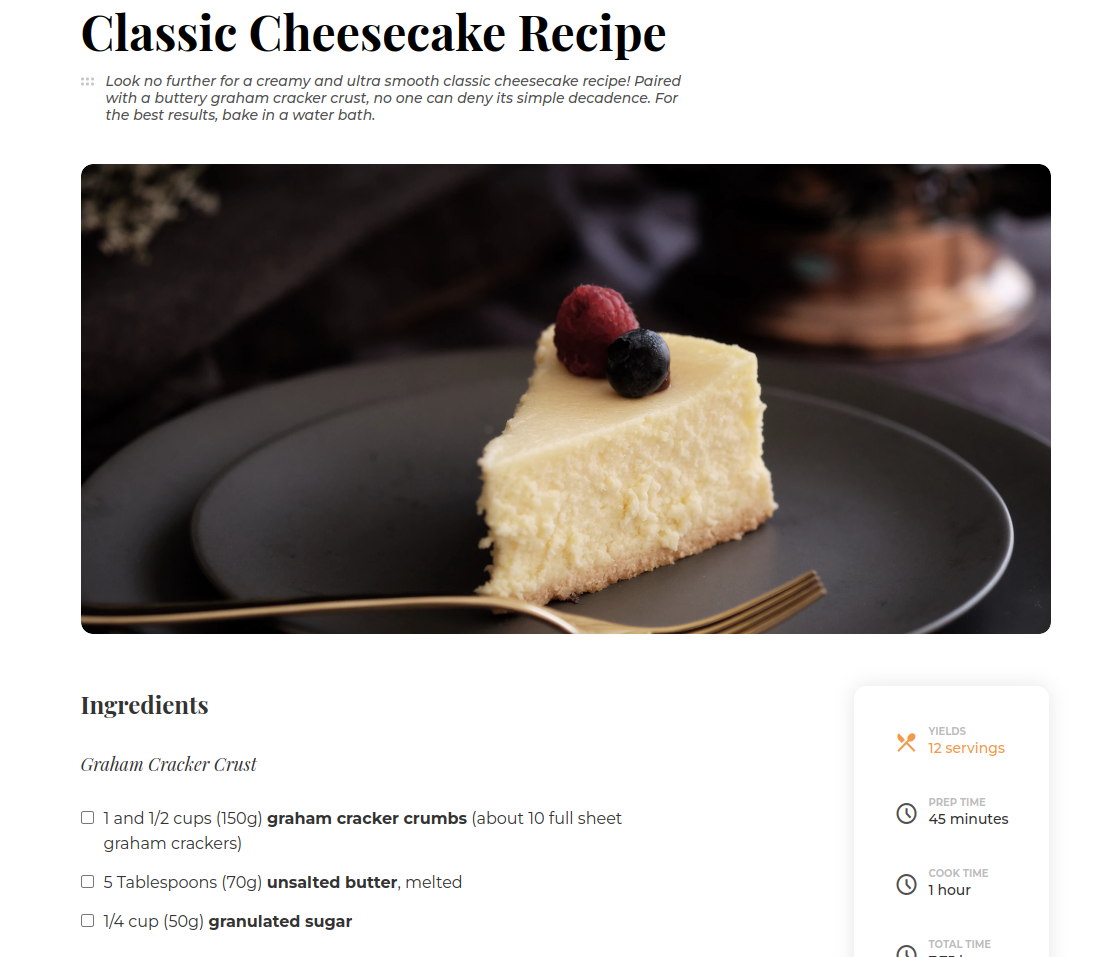 Classic Cheesecake Recipe
Look no further for a creamy and ultra smooth classic cheesecake recipe! Paired
with a buttery graham cracker crust, no one can deny its simple decadence. For
the best results, bake in a water bath.
Ingredients
Graham Cracker Crust
1 and 1/2 cups (150g) graham cracker crumbs (about 10 full sheet
graham crackers)
5 Tablespoons (70g) unsalted butter, melted
1/4 cup (50g) granulated sugar
YIELDS
12 servings
PREP TIME
45 minutes
COOK TIME
1 hour
TOTAL TIME